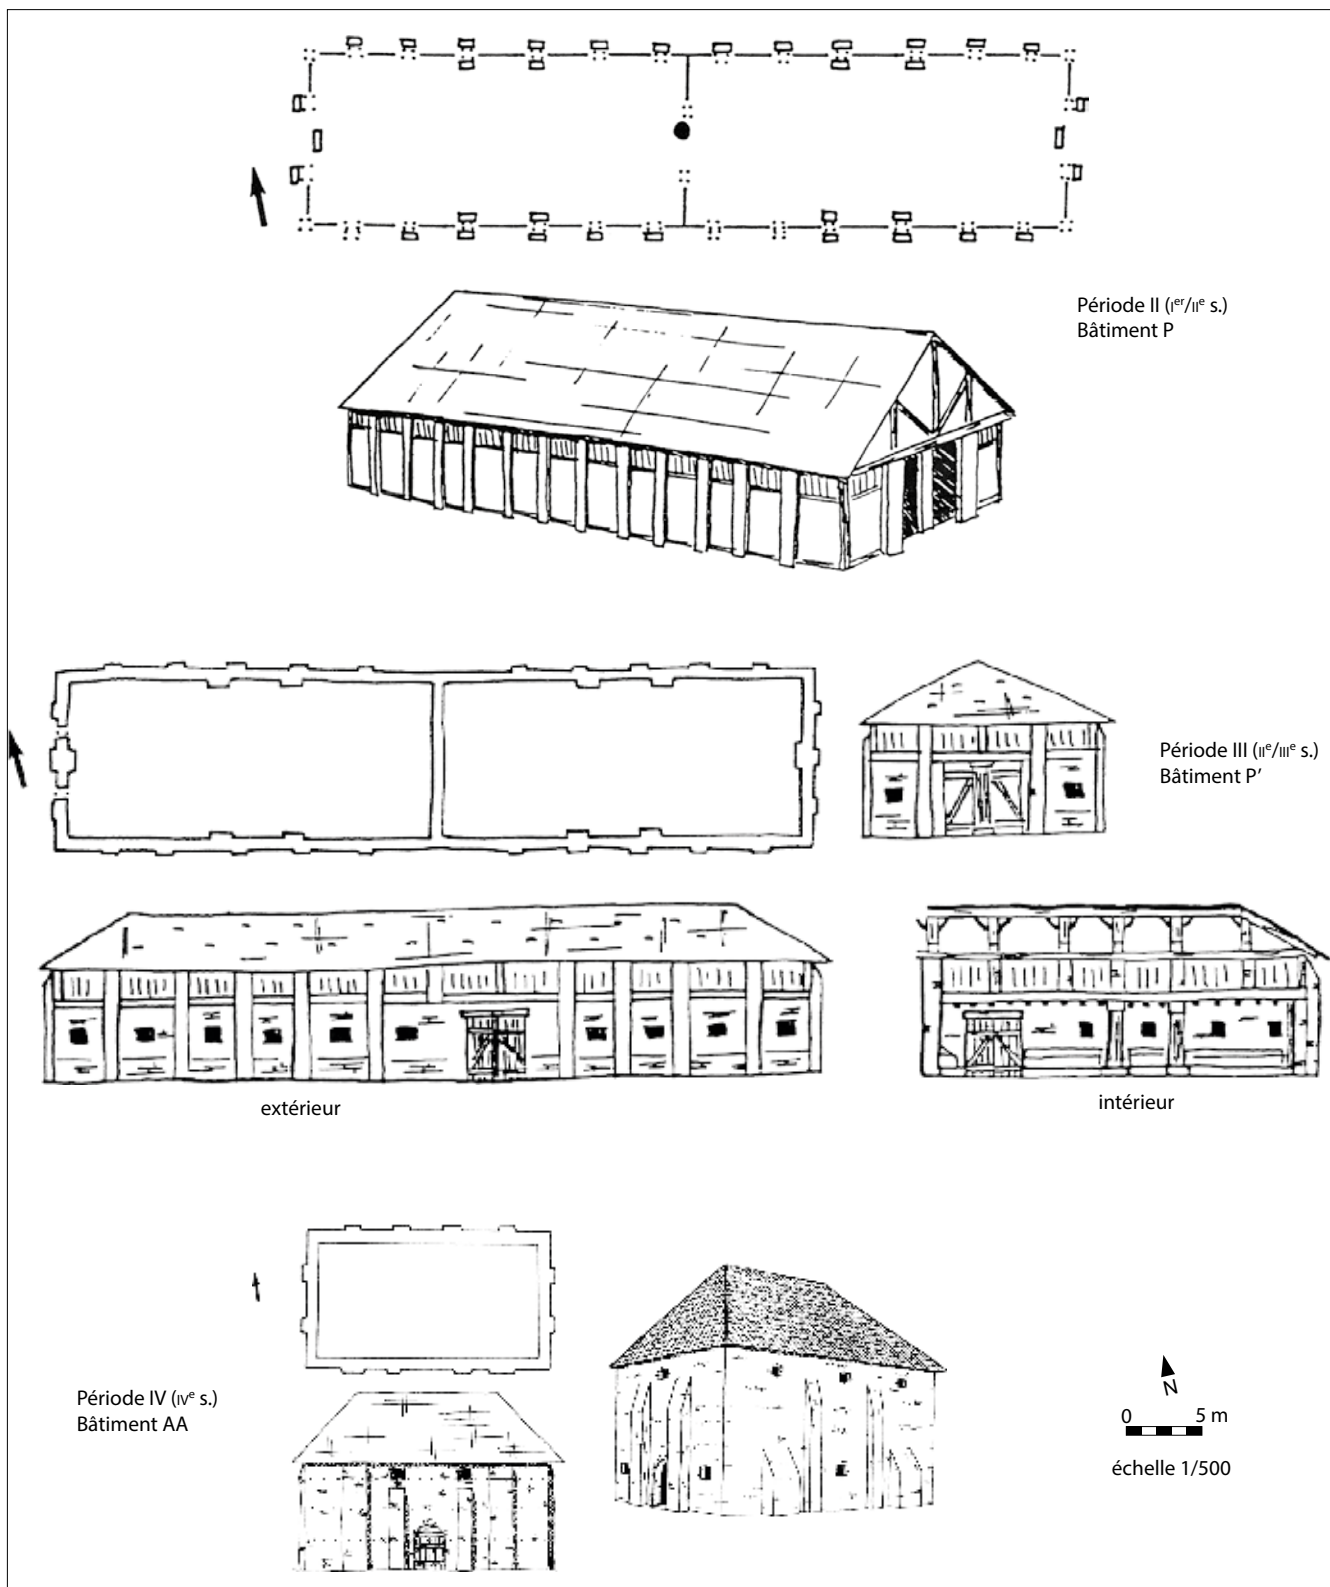 Période II (Iᵉʳ/IIᵉ s.)
Bâtiment P
Période III (IIᵉ/IIIᵉ s.)
Bâtiment P’
extérieur
intérieur
Période IV (IVᵉ s.)
Bâtiment AA
N
0 5 m
échelle 1/500